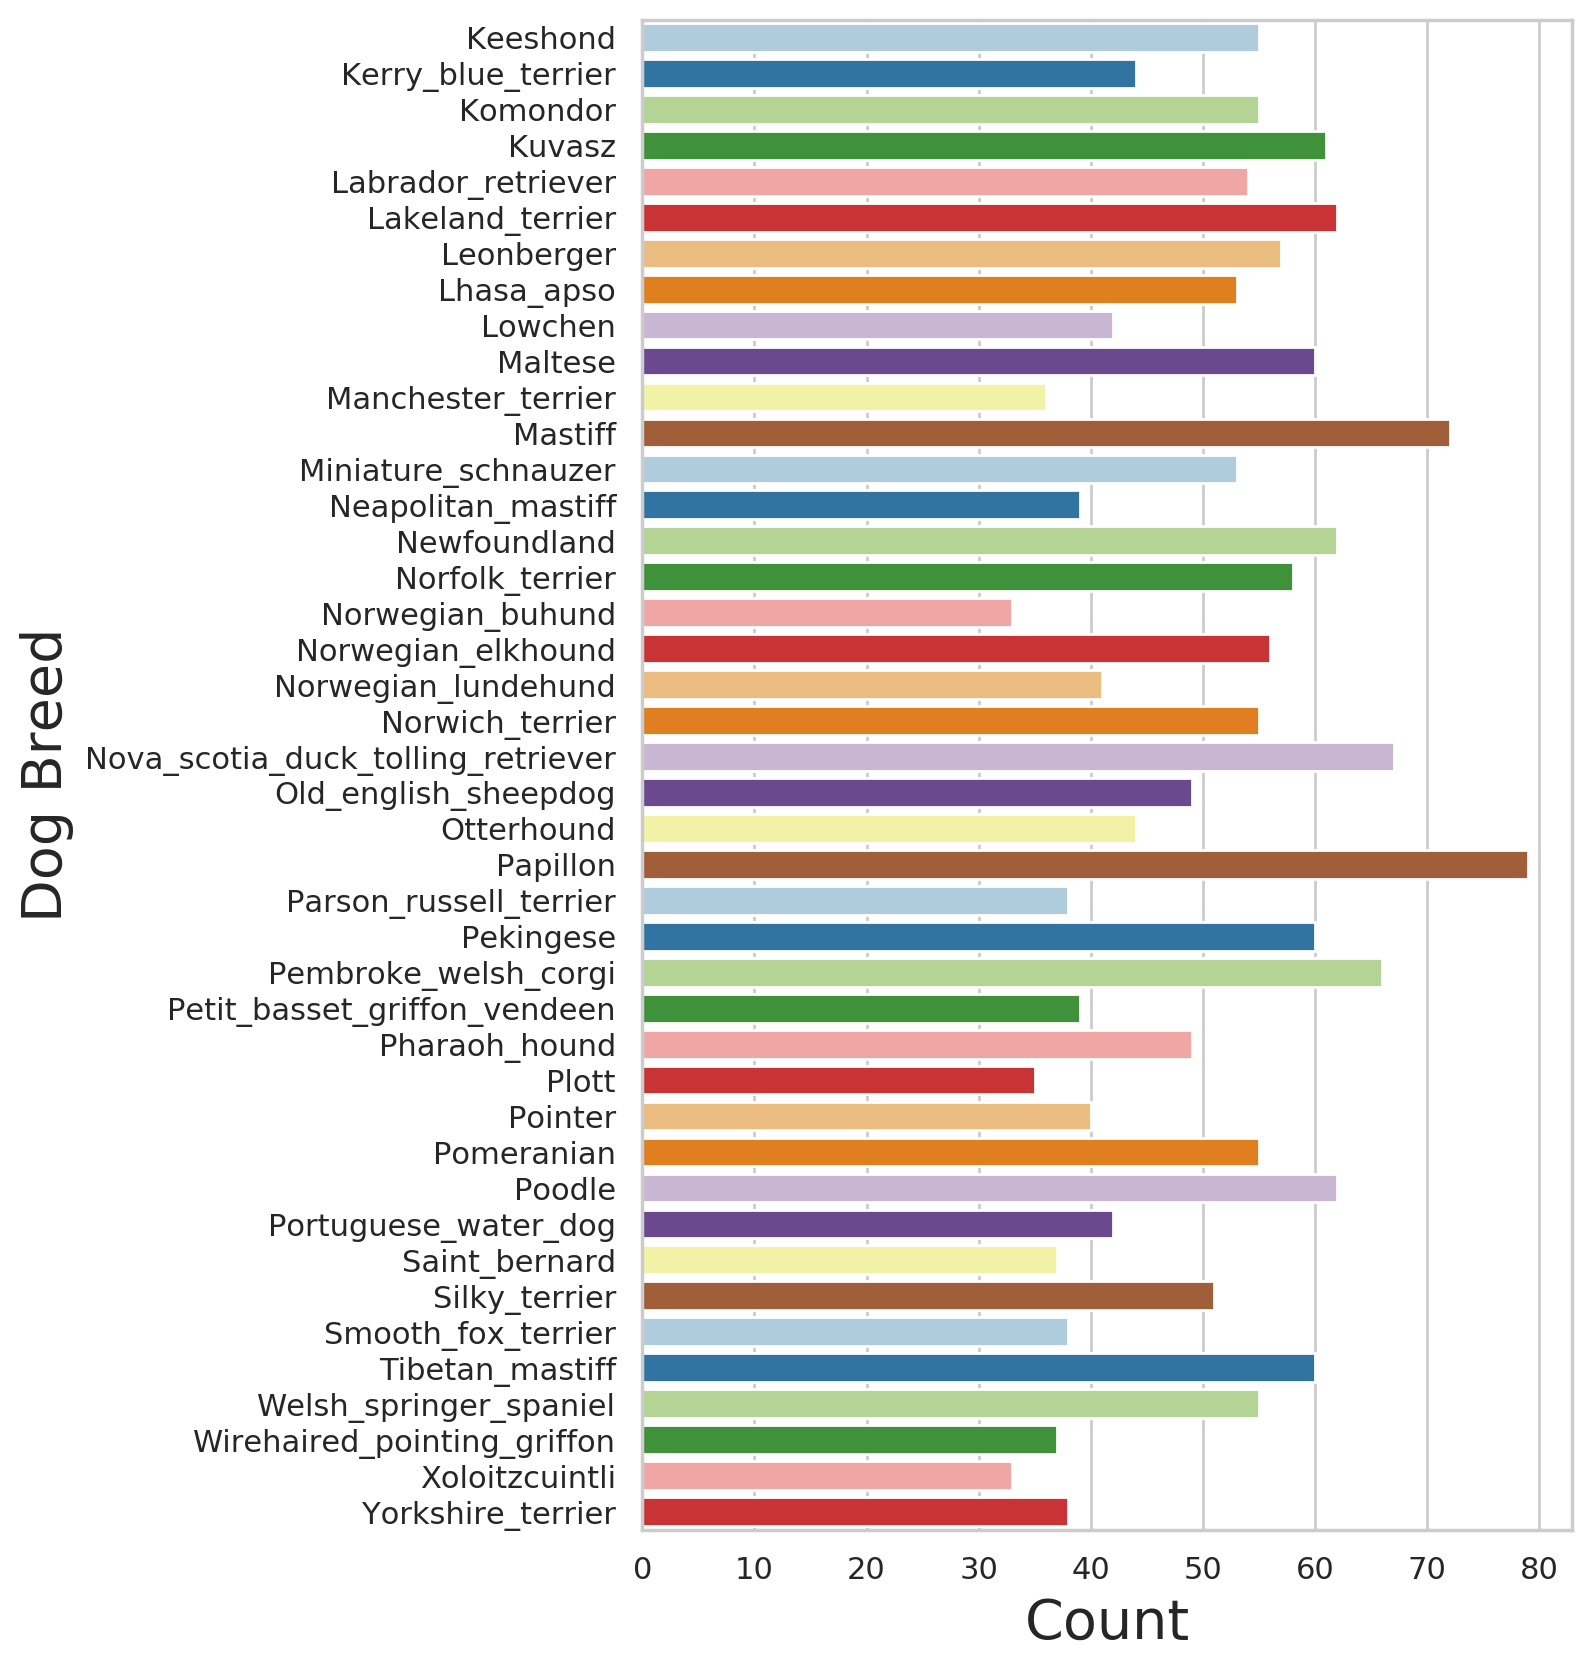 Keeshond
Kerry_blue_terrier
Komondor
Kuvasz
Labrador_retriever
Lakeland_terrier
Leonberger
Lhasa_apso
Lowchen
Maltese
Manchester_terrier
Mastiff
Miniature_schnauzer
Neapolitan_mastiff
Newfoundland
Norfolk_terrier
Norwegian_buhund
Norwegian_elkhound
Norwegian_lundehund
Norwich_terrier
Nova_scotia_duck_tolling_retriever
Old_english_sheepdog
Otterhound
Papillon
Parson_russell_terrier
Pekingese
Pembroke_welsh_corgi
Petit_basset_griffon_vendeen
Pharaoh_hound
Plott
Pointer
Pomeranian
Poodle
Portuguese_water_dog
Saint_bernard
Silky_terrier
Smooth_fox_terrier
Tibetan_mastiff
Welsh_springer_spaniel
Wirehaired_pointing_griffon
Xoloitzcuintli
Yorkshire_terrier
Dog Breed
0 10 20 30 40 50 60 70 80
Count